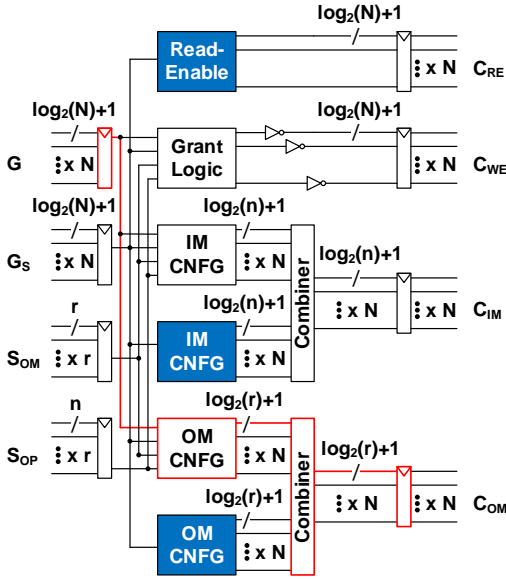 log₂(N)+1
Read-
Enable
⋮ x N
C_RE
log₂(N)+1
log₂(N)+1
G
⋮ x N
Grant
Logic
⋮ x N
C_WE
log₂(N)+1
log₂(n)+1
G_S
⋮ x N
IM
CNFG
⋮ x N
Combiner
log₂(n)+1
r
log₂(n)+1
⋮ x N
⋮ x N
C_IM
S_OM
⋮ x r
IM
CNFG
⋮ x N
n
log₂(r)+1
S_OP
⋮ x r
OM
CNFG
⋮ x N
Combiner
log₂(r)+1
log₂(r)+1
⋮ x N
⋮ x N
C_OM
OM
CNFG
⋮ x N